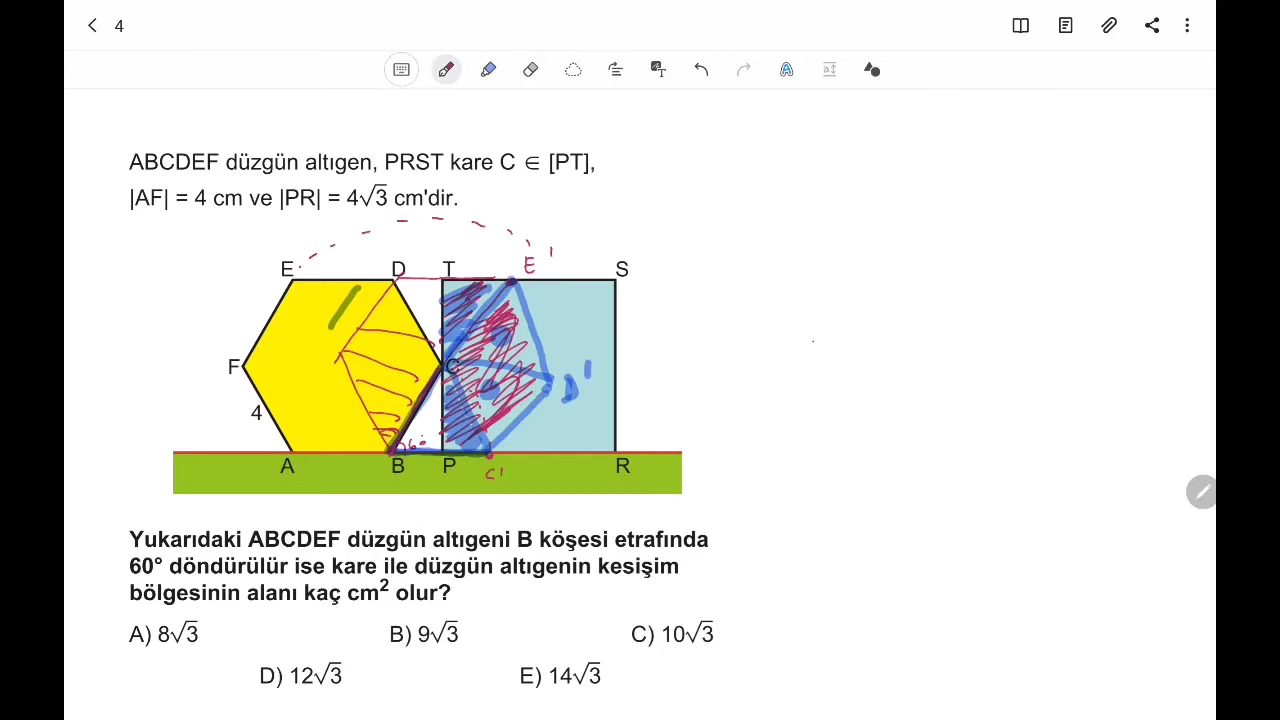 4
ABCDEF düzgün altıgen, PRST kare C ∈ [PT],
|AF| = 4 cm ve |PR| = 4√3 cm'dir.
E D T E' S
F C D'
4 60°
A B P C' R
Yukarıdaki ABCDEF düzgün altıgeni B köşesi etrafında
60° döndürülür ise kare ile düzgün altıgenin kesişim
bölgesinin alanı kaç cm² olur?
A) 8√3 B) 9√3 C) 10√3
D) 12√3 E) 14√3